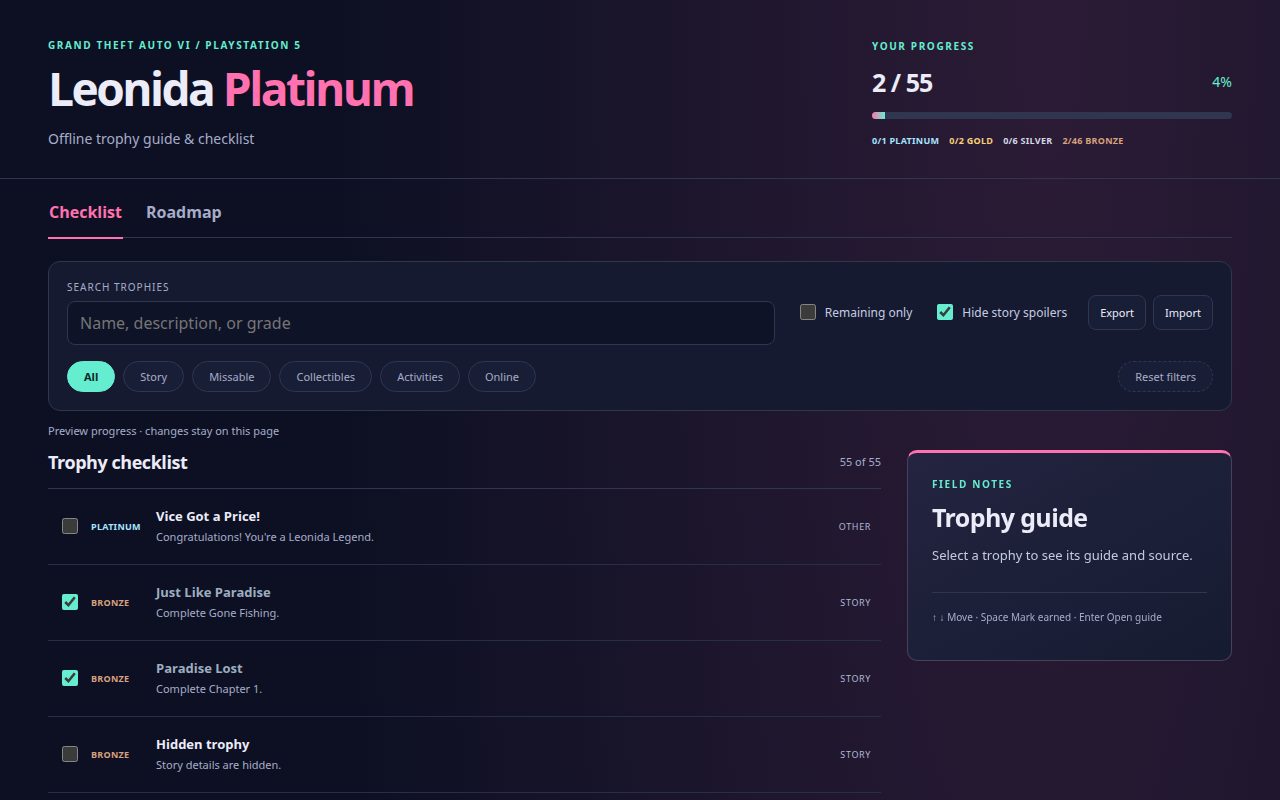 GRAND THEFT AUTO VI / PLAYSTATION 5
Leonida Platinum
Offline trophy guide & checklist
YOUR PROGRESS
2 / 55
4%
0/1 PLATINUM 0/2 GOLD 0/6 SILVER 2/46 BRONZE
Checklist Roadmap
SEARCH TROPHIES
Name, description, or grade
Remaining only
Hide story spoilers
Export
Import
All Story Missable Collectibles Activities Online
Reset filters
Preview progress · changes stay on this page
Trophy checklist
55 of 55
PLATINUM
Vice Got a Price!
Congratulations! You're a Leonida Legend.
OTHER
BRONZE
Just Like Paradise
Complete Gone Fishing.
STORY
BRONZE
Paradise Lost
Complete Chapter 1.
STORY
BRONZE
Hidden trophy
Story details are hidden.
STORY
FIELD NOTES
Trophy guide
Select a trophy to see its guide and source.
↑ ↓ Move · Space Mark earned · Enter Open guide